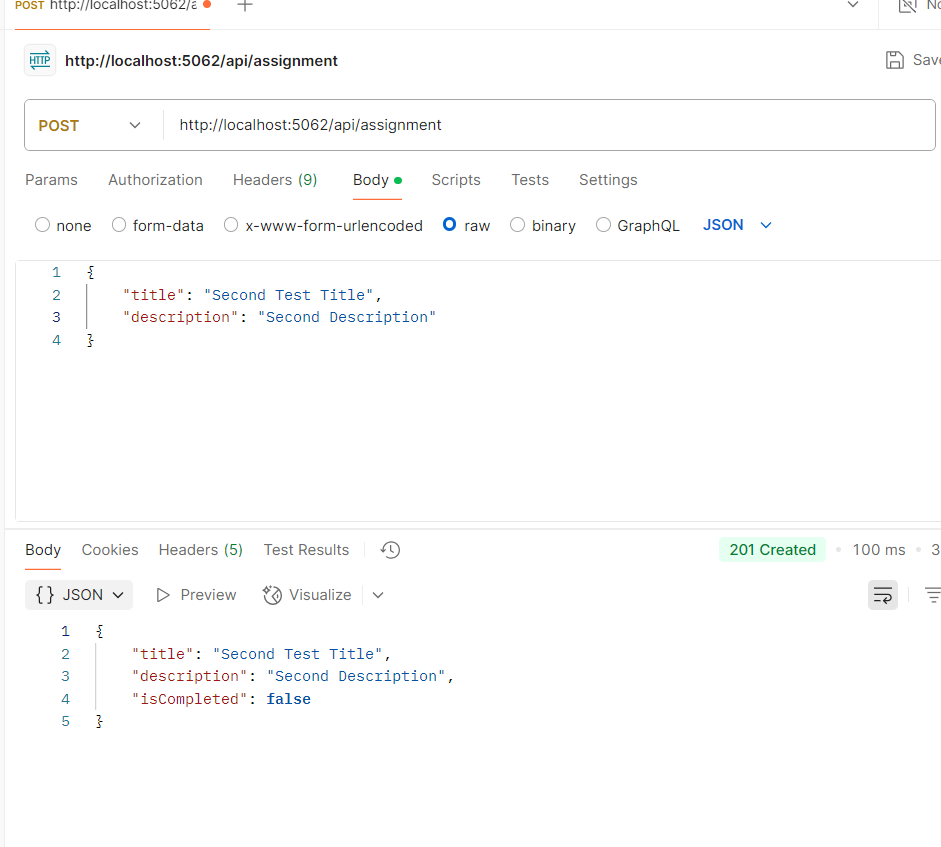 POST http://localhost:5062/a
No
HTTP http://localhost:5062/api/assignment
Save
POST http://localhost:5062/api/assignment
Params Authorization Headers (9) Body Scripts Tests Settings
none form-data x-www-form-urlencoded raw binary GraphQL JSON
1 {
2 "title": "Second Test Title",
3 "description": "Second Description"
4 }
Body Cookies Headers (5) Test Results 201 Created 100 ms 3
{} JSON Preview Visualize
1 {
2 "title": "Second Test Title",
3 "description": "Second Description",
4 "isCompleted": false
5 }